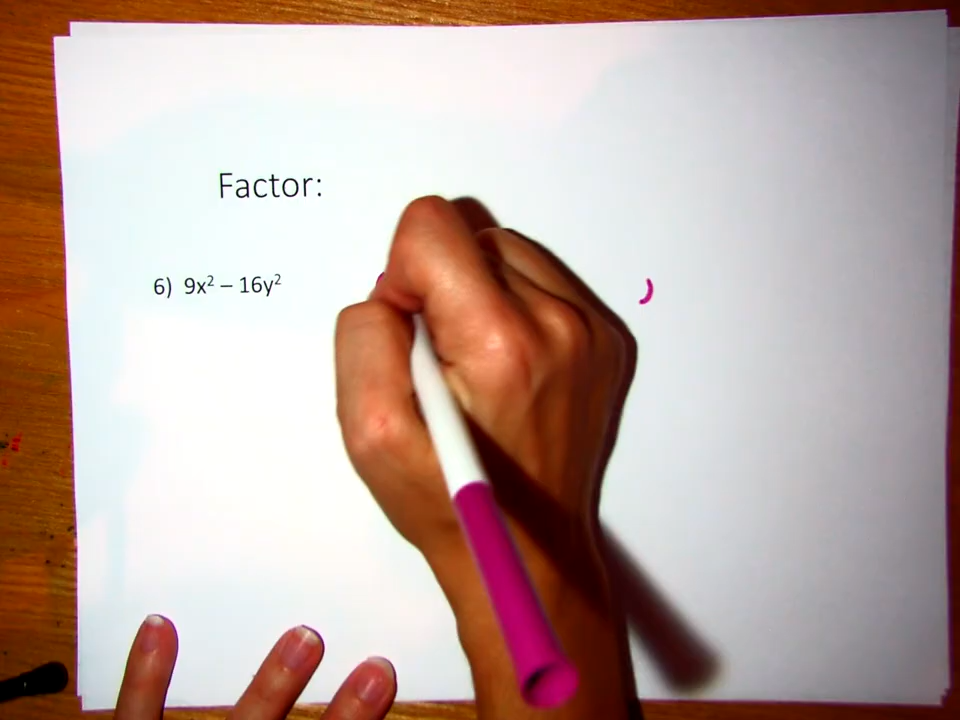 Factor:
6) 9x² – 16y²
)